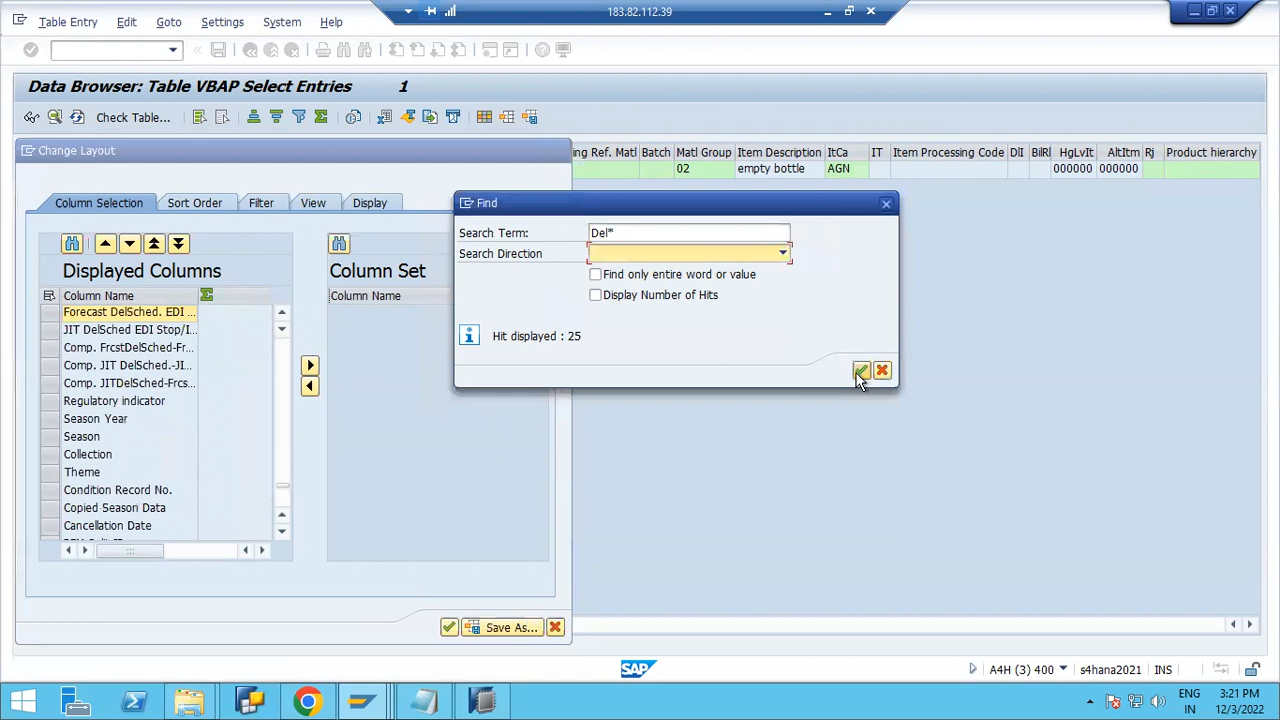 Table Entry Edit Goto Settings System Help
183.82.112.39
Data Browser: Table VBAP Select Entries 1
Check Table...
Change Layout
ing Ref. Matl Batch Matl Group Item Description ItCa IT Item Processing Code DlI BilRl HgLvIt AltItm Rj Product hierarchy
02 empty bottle AGN 000000 000000
Column Selection Sort Order Filter View Display
Find
Search Term: Del*
Search Direction
Find only entire word or value
Display Number of Hits
Hit displayed : 25
Displayed Columns
Column Set
Column Name
Column Name
Forecast DelSched. EDI ...
JIT DelSched EDI Stop/I...
Comp. FrcstDelSched-Fr...
Comp. JIT DelSched.-JI...
Comp. JITDelSched-Frcs...
Regulatory indicator
Season Year
Season
Collection
Theme
Condition Record No.
Copied Season Data
Cancellation Date
Save As...
SAP
A4H (3) 400 s4hana2021 INS
ENG 3:21 PM
IN 12/3/2022